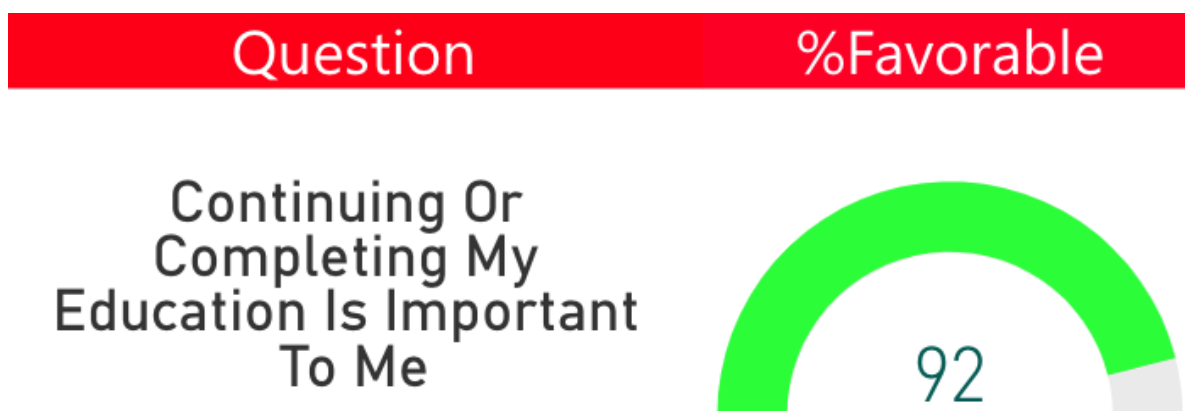 Question %Favorable
Continuing Or
Completing My
Education Is Important
To Me
92